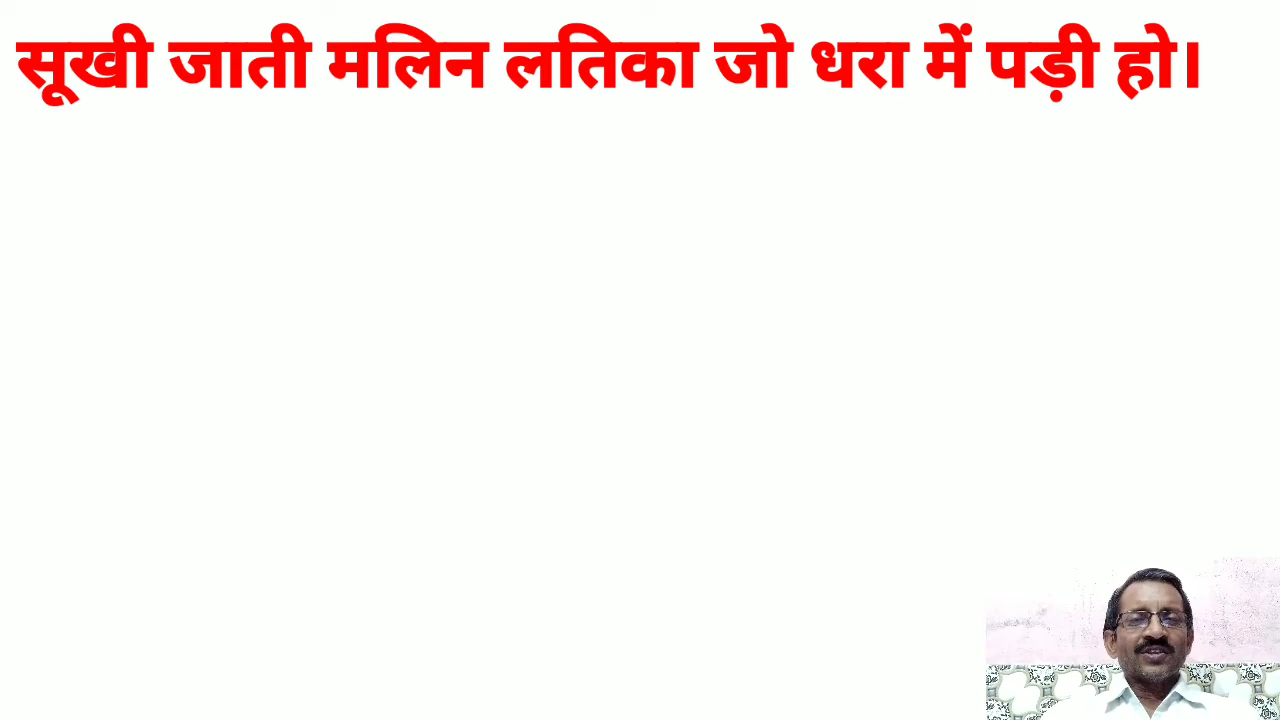 सूखी जाती मलिन लतिका जो धरा में पड़ी हो।